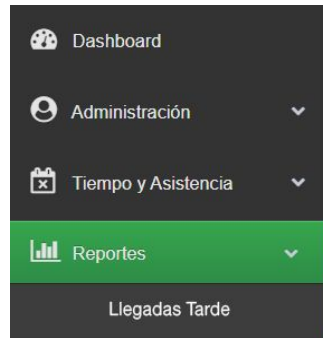 Dashboard
Administración
Tiempo y Asistencia
Reportes
Llegadas Tarde